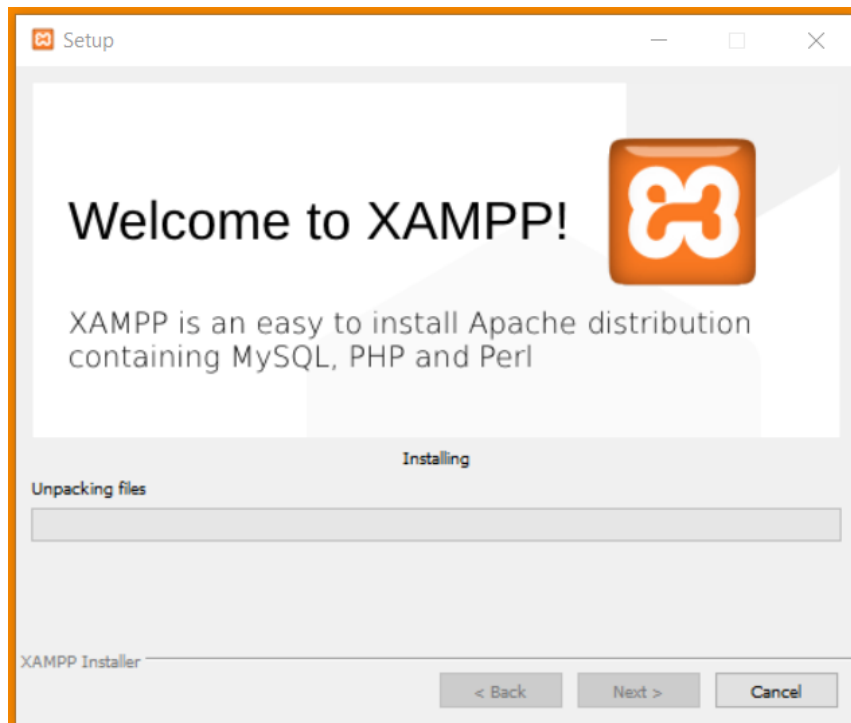 Setup
Welcome to XAMPP!
XAMPP is an easy to install Apache distribution
containing MySQL, PHP and Perl
Installing
Unpacking files
XAMPP Installer
< Back
Next >
Cancel